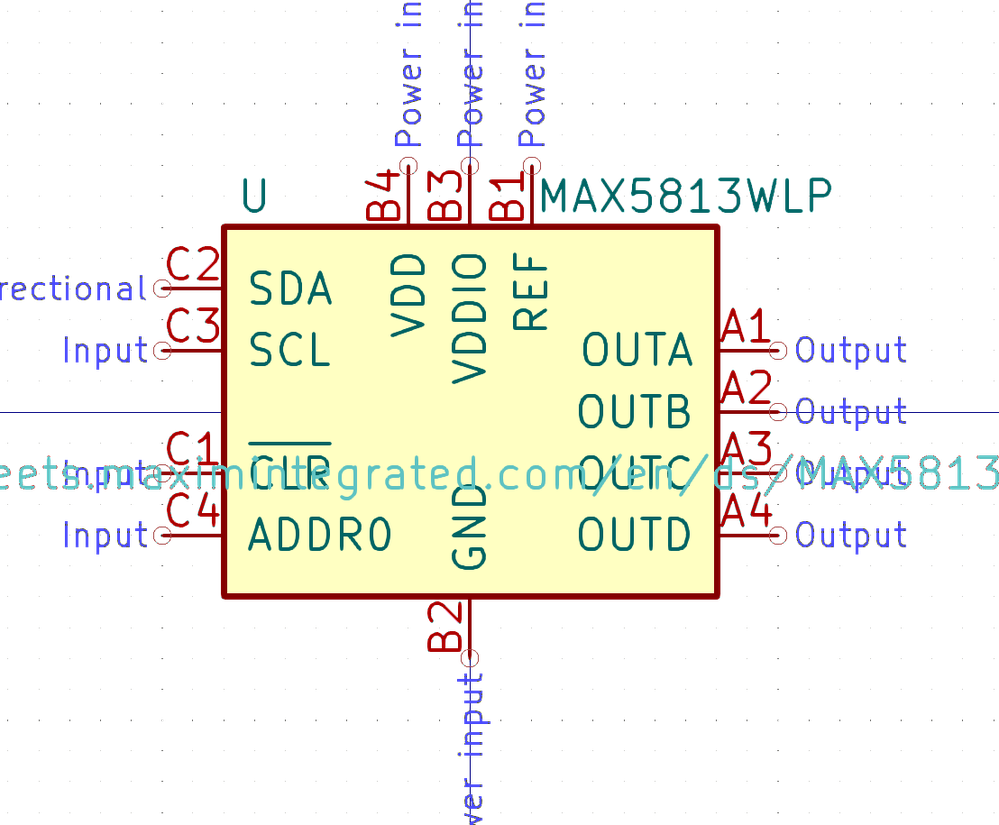 Power in
Power in
Power in
U
B4
B3
B1
MAX5813WLP
C2
rectional
SDA
VDD
VDDIO
REF
C3
Input
SCL
OUTA
A1
Output
OUTB
A2
Output
C1
Input
CLR
OUTC
A3
Output
eets.maximintegrated.com/en/ds/MAX5813
C4
Input
ADDR0
GND
OUTD
A4
Output
B2
wer input